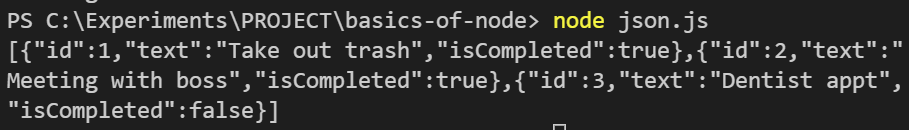 PS C:\Experiments\PROJECT\basics-of-node> node json.js
[{"id":1,"text":"Take out trash","isCompleted":true},{"id":2,"text":"
Meeting with boss","isCompleted":true},{"id":3,"text":"Dentist appt",
"isCompleted":false}]